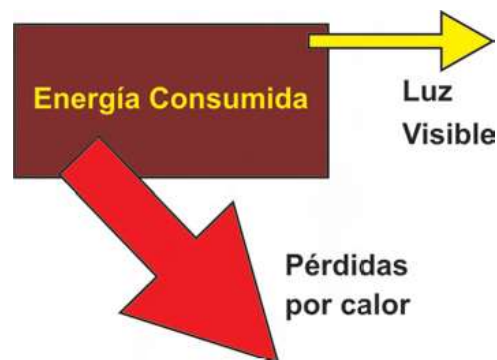 Energía Consumida
Luz
Visible
Pérdidas
por calor